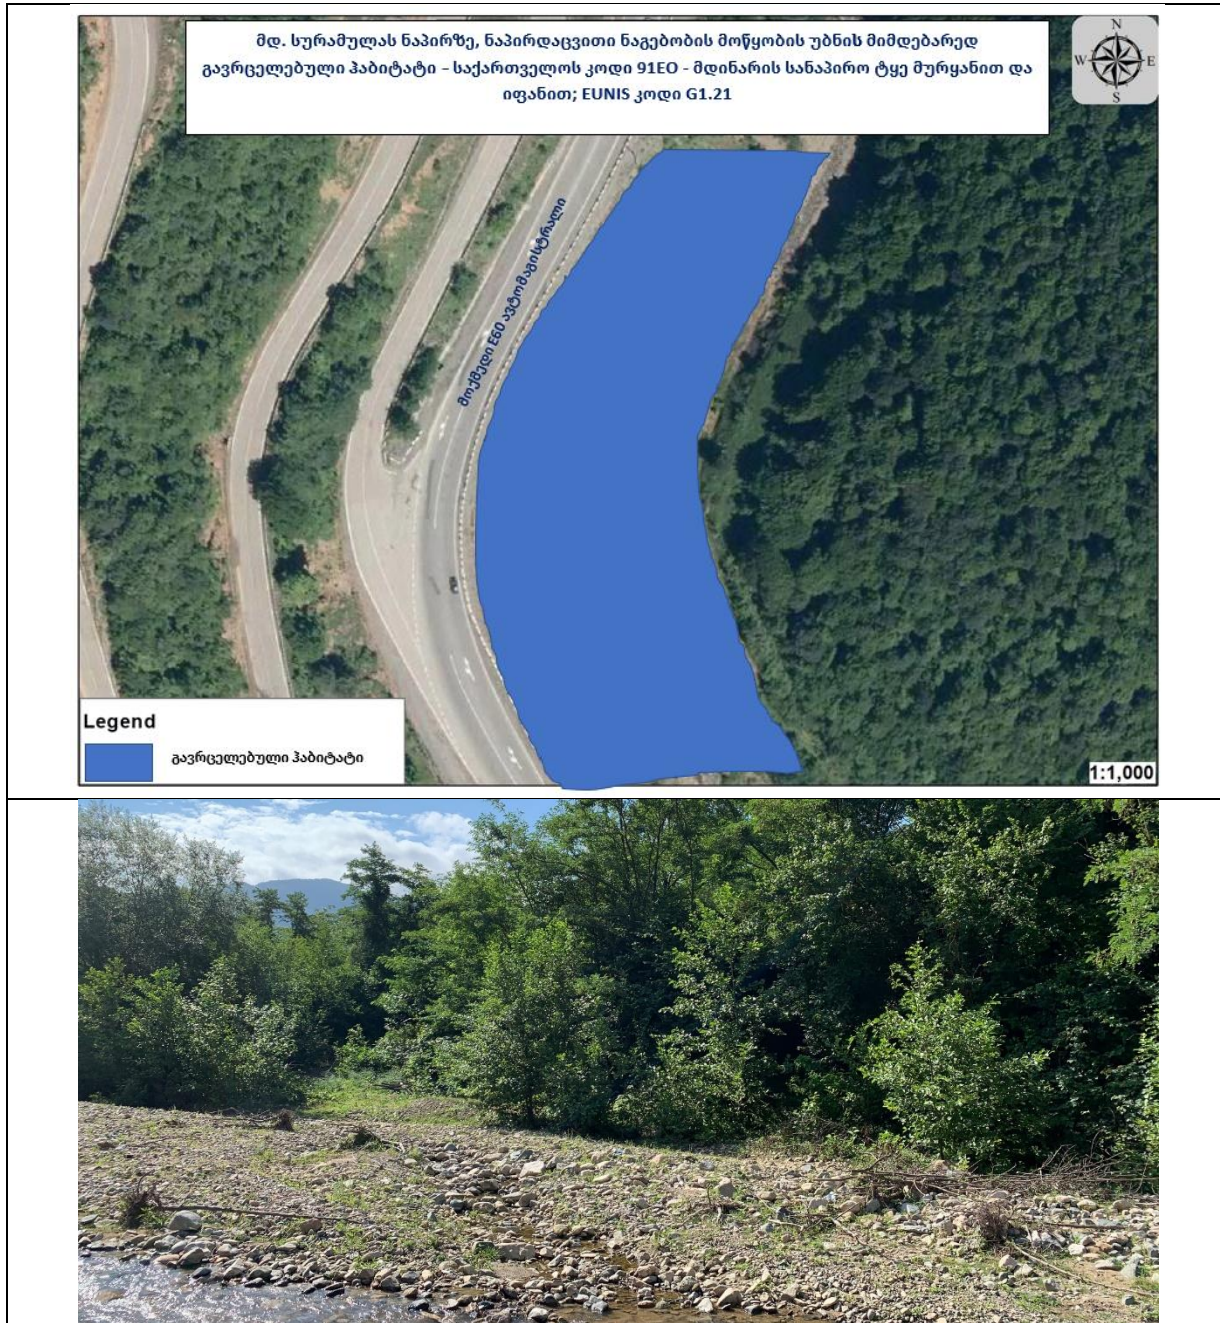 მდ. სურამულას ნაპირზე, ნაპირდაცვითი ნაგებობის მოწყობის უბნის მიმდებარედ
გავრცელებული ჰაბიტატი – საქართველოს კოდი 91EO - მდინარის სანაპირო ტყე მურყანით და
იფანით; EUNIS კოდი G1.21
N
W
E
S
მოქმედი E60 ავტომაგისტრალი
Legend
გავრცელებული ჰაბიტატი
1:1,000